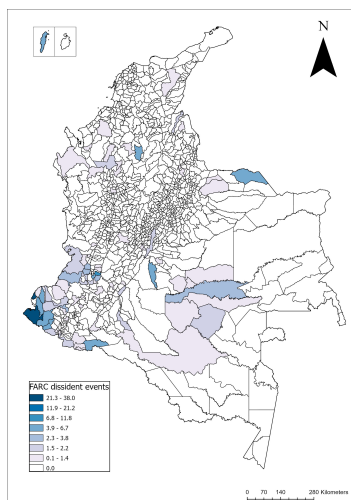 N
FARC dissident events
21.3 - 38.0
11.9 - 21.2
6.8 - 11.8
3.9 - 6.7
2.3 - 3.8
1.5 - 2.2
0.1 - 1.4
0.0
0 70 140 280 Kilometers